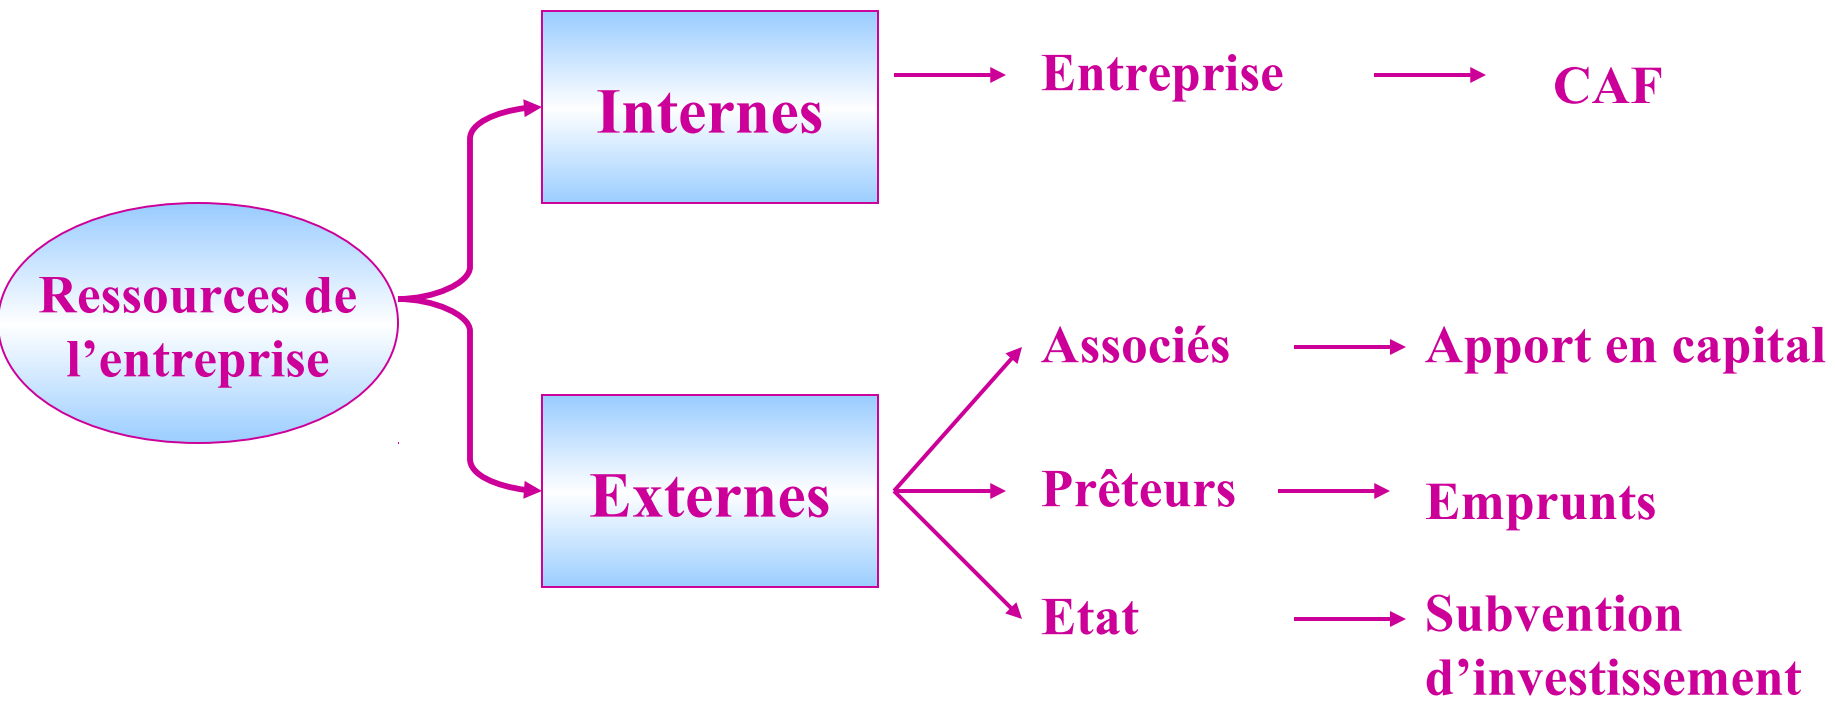 Internes
Entreprise
CAF
Ressources de
l’entreprise
Externes
Associés
Apport en capital
Prêteurs
Emprunts
Etat
Subvention
d’investissement